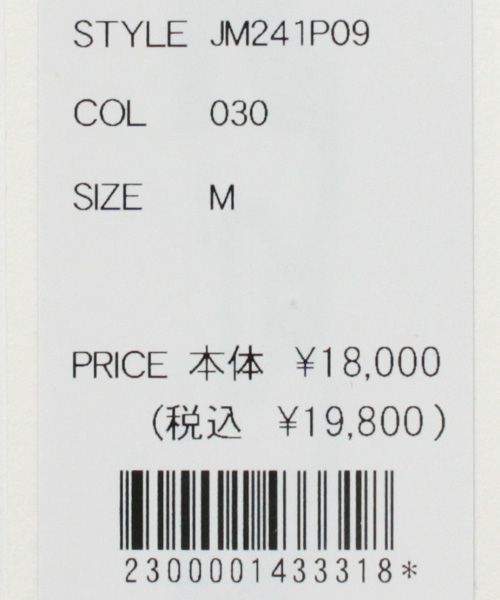 STYLE JM241P09
COL 030
SIZE M
PRICE 本体 ¥18,000
(税込 ¥19,800)
2300001433318*